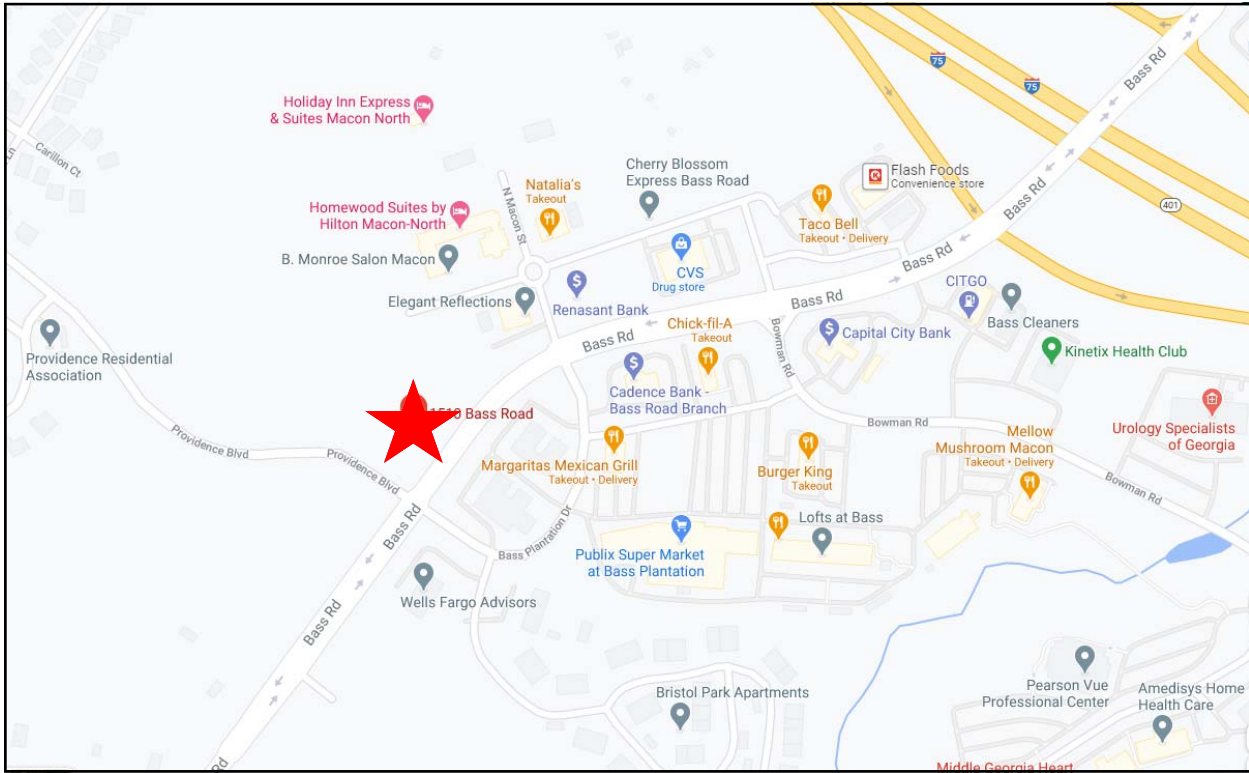 75
75
Bass Rd
Holiday Inn Express
& Suites Macon North
Carillon Ct
Cherry Blossom
Express Bass Road
Flash Foods
Convenience store
Natalia's
Takeout
N Macon St
Homewood Suites by
Hilton Macon-North
Taco Bell
Takeout • Delivery
401
Bass Rd
B. Monroe Salon Macon
CVS
Drug store
Bass Rd
Elegant Reflections
Renasant Bank
Bass Rd
CITGO
Bass Cleaners
Chick-fil-A
Takeout
Bass Rd
Bowman Rd
Capital City Bank
Kinetix Health Club
Providence Residential
Association
Cadence Bank -
Bass Road Branch
Bass Road
Providence Blvd
Providence Blvd
Bowman Rd
Urology Specialists
of Georgia
Mellow
Mushroom Macon
Takeout • Delivery
Margaritas Mexican Grill
Takeout • Delivery
Burger King
Takeout
Bowman Rd
Bass Rd
Bass Plantation Dr
Lofts at Bass
Publix Super Market
at Bass Plantation
Wells Fargo Advisors
Bass Rd
Bristol Park Apartments
Pearson Vue
Professional Center
Amedisys Home
Health Care
Rd
Middle Georgia Heart